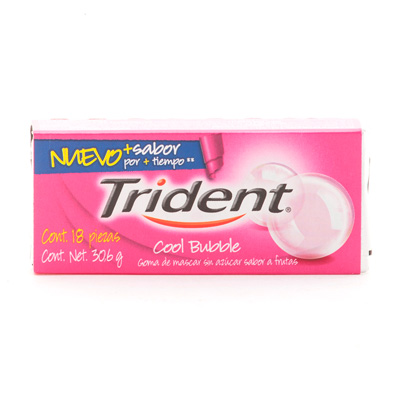 NUEVO +sabor
por + tiempo**
Trident®
Cont. 18 piezas
Cont. Net. 30.6 g
Cool Bubble
Goma de mascar sin azúcar sabor a frutas